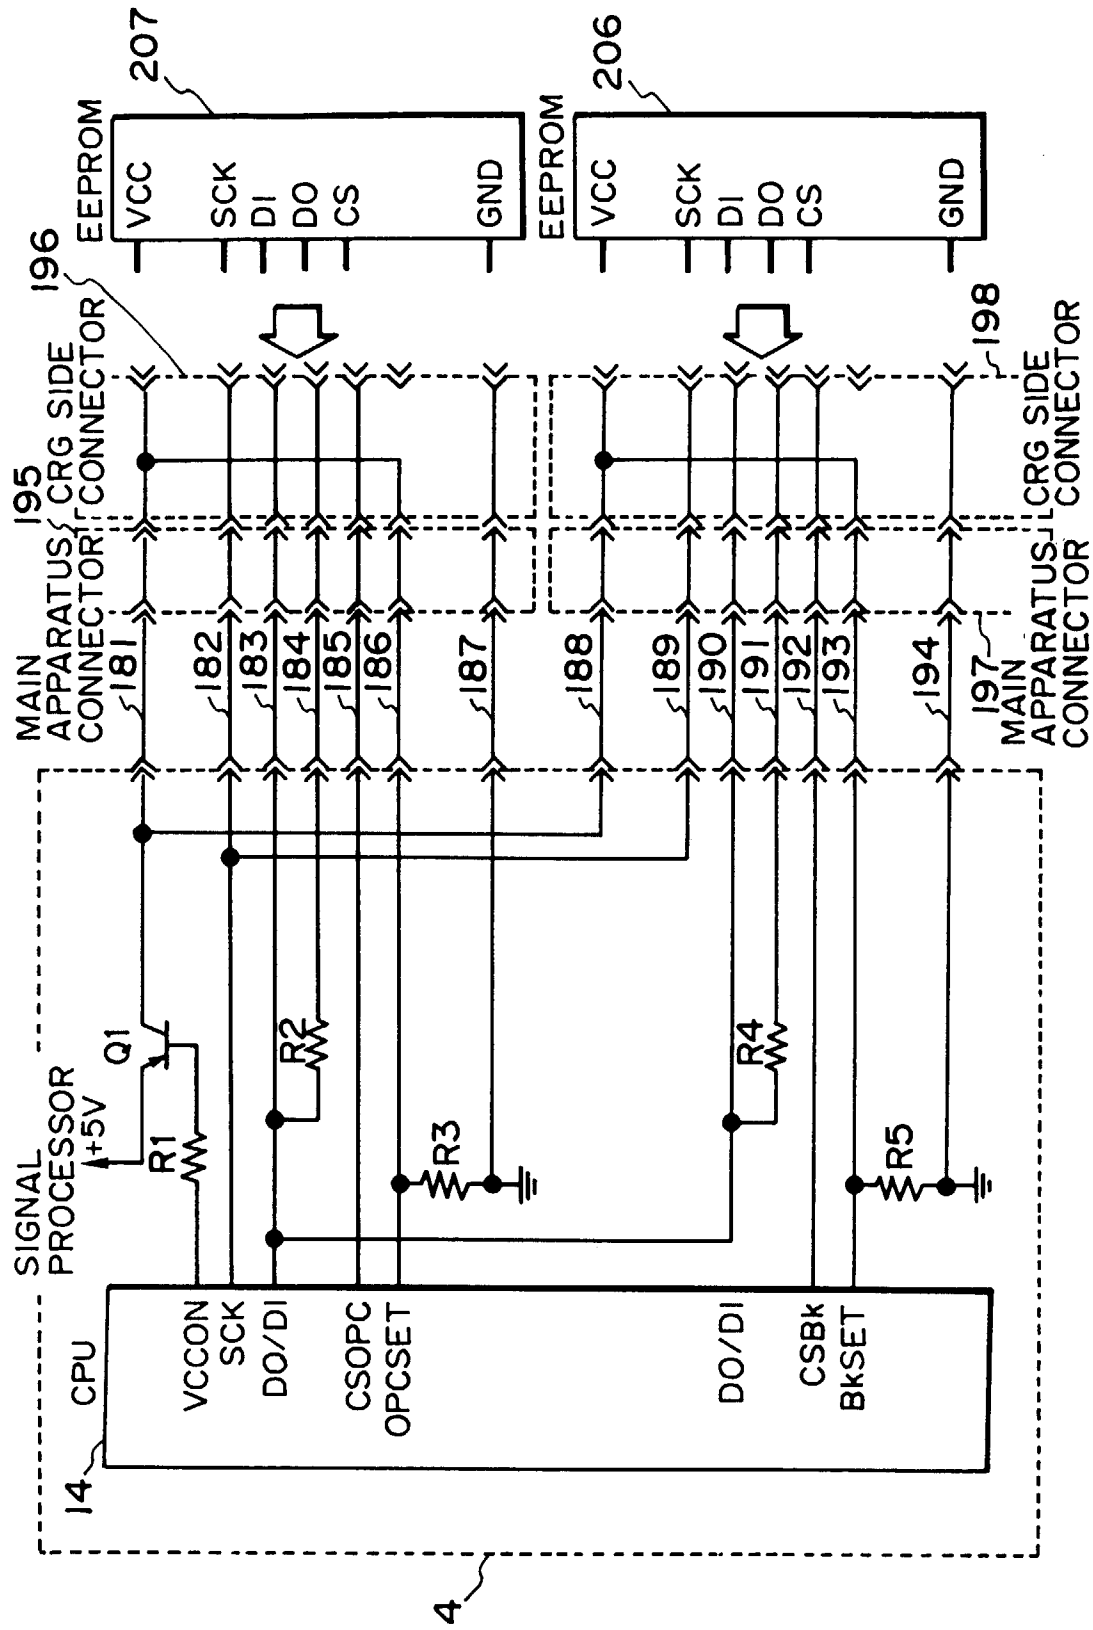 SIGNAL
PROCESSOR
4
14
CPU
VCCON
SCK
DO/DI
CSOPC
OPCSET
DO/DI
CSBk
BkSET
+5V
Q1
R1
R2
R3
R4
R5
MAIN
APPARATUS
CONNECTOR
195
CRG SIDE
CONNECTOR
196
181
182
183
184
185
186
187
188
189
190
191
192
193
194
197
MAIN
APPARATUS
CONNECTOR
198
CRG SIDE
CONNECTOR
EEPROM
207
VCC
SCK
DI
DO
CS
GND
EEPROM
206
VCC
SCK
DI
DO
CS
GND